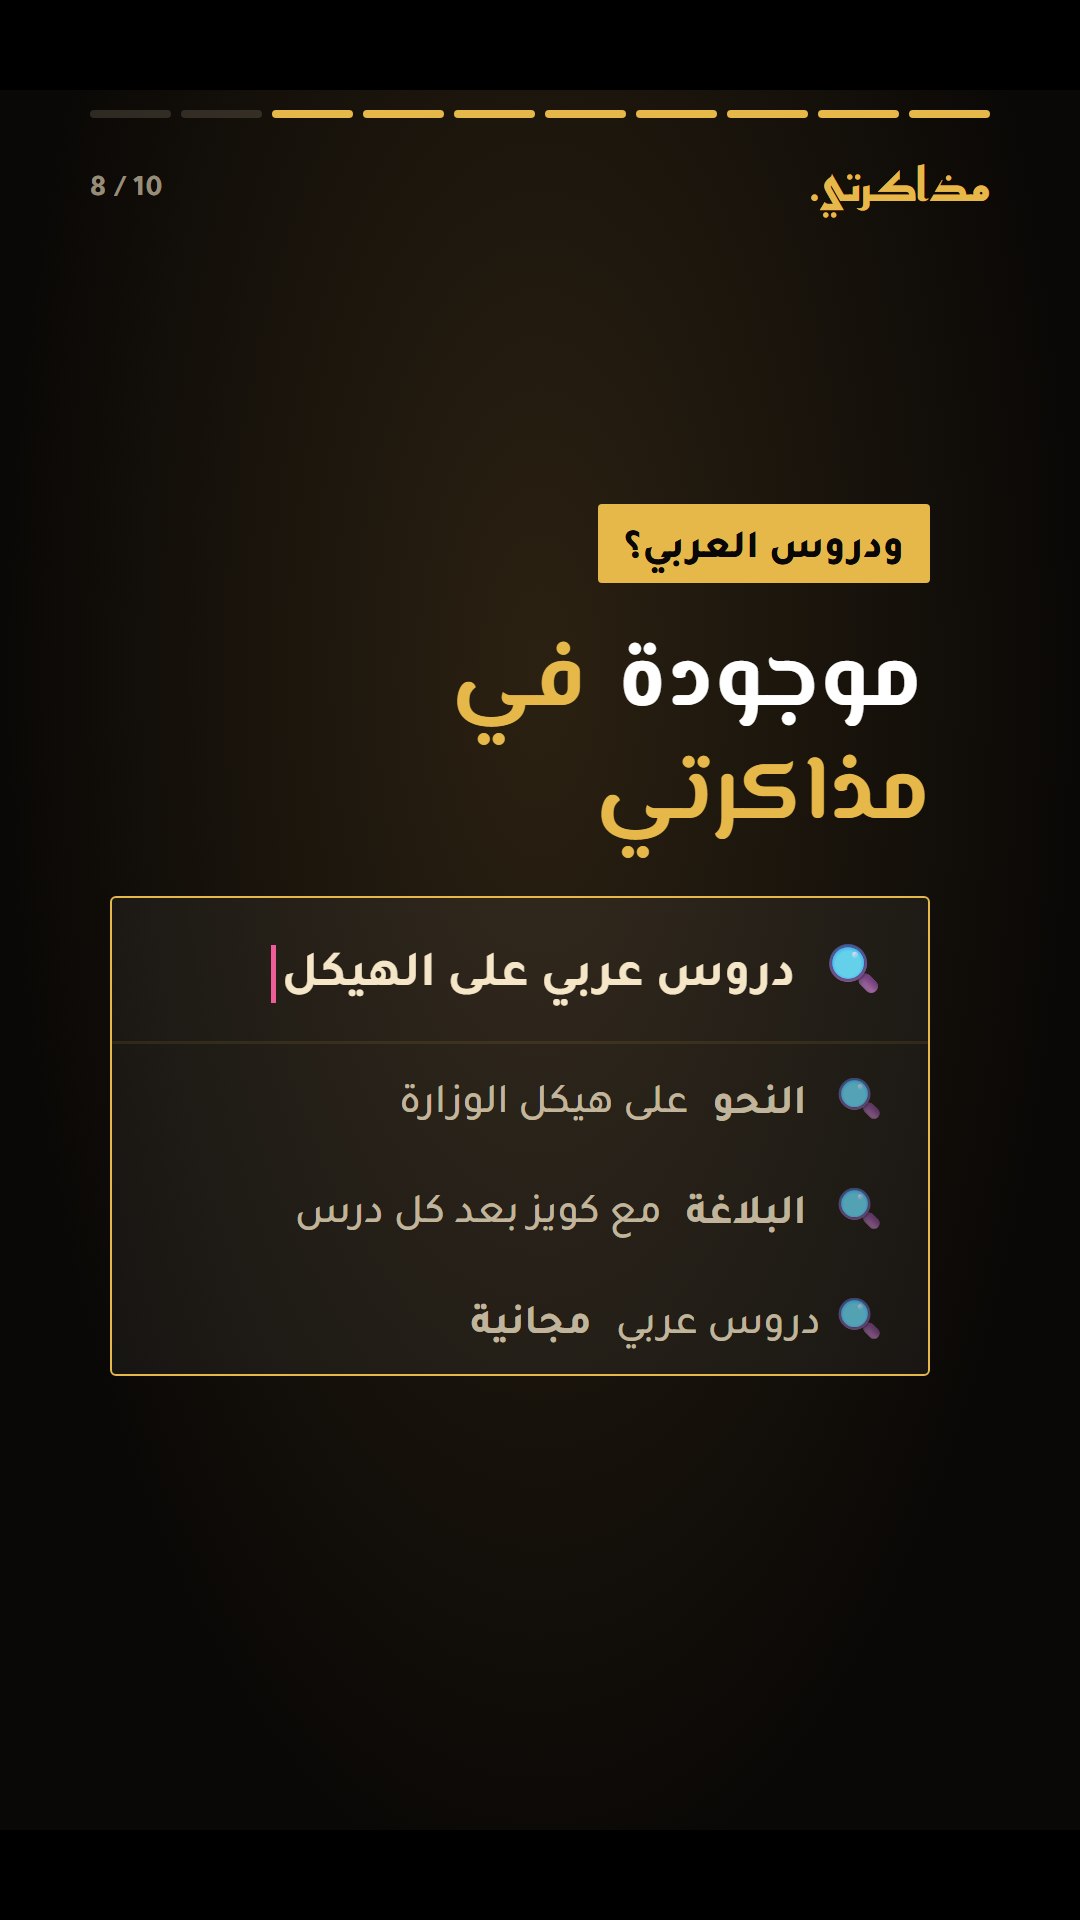 مذاكرتي.
8 / 10
ودروس العربي؟
موجودة في
مذاكرتي
دروس عربي على الهيكل
النحو على هيكل الوزارة
البلاغة مع كويز بعد كل درس
دروس عربي مجانية